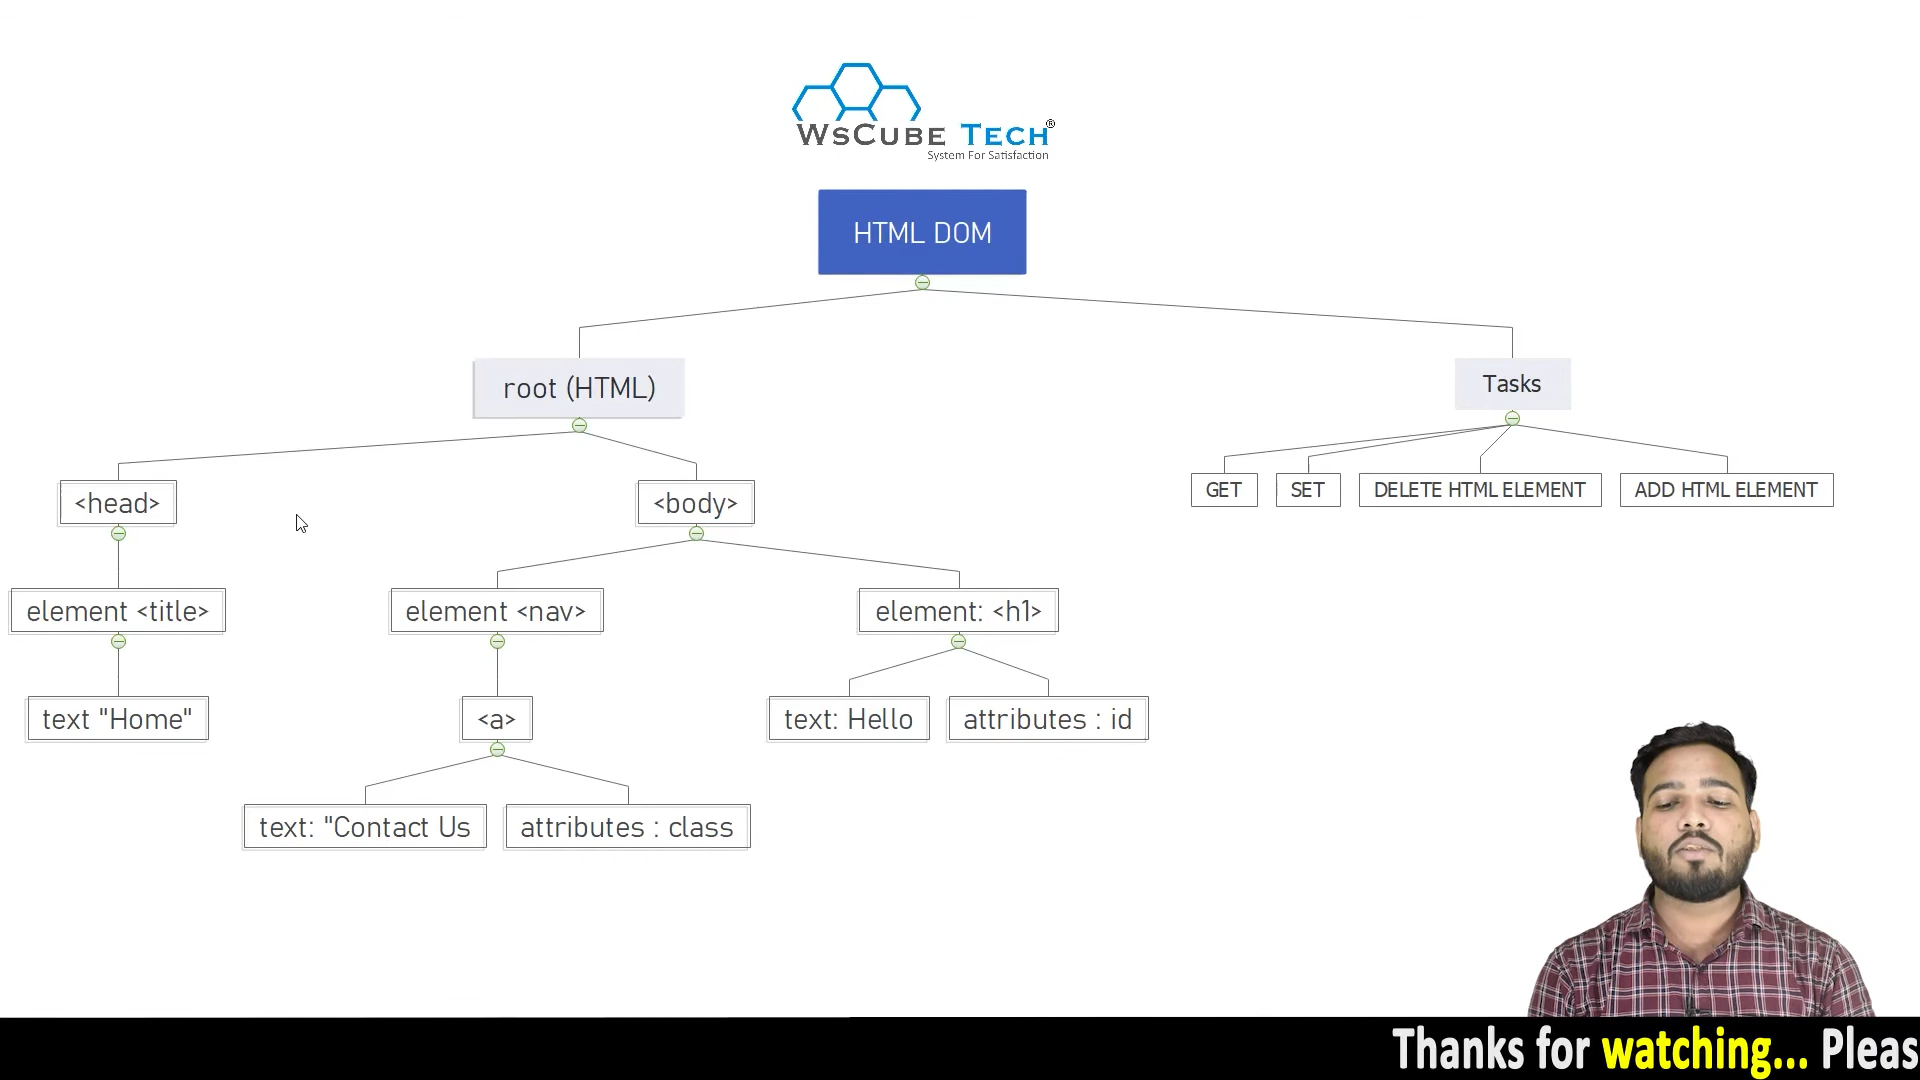 WSCUBE TECH®
System For Satisfaction
HTML DOM
root (HTML)
Tasks
<head>
<body>
GET
SET
DELETE HTML ELEMENT
ADD HTML ELEMENT
element <title>
element <nav>
element: <h1>
text "Home"
<a>
text: Hello
attributes : id
text: "Contact Us
attributes : class
Thanks for watching... Pleas